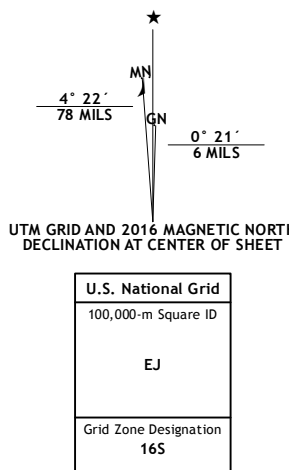 ★
MN
GN
4° 22´
78 MILS
0° 21´
6 MILS
UTM GRID AND 2016 MAGNETIC NORTH
DECLINATION AT CENTER OF SHEET
U.S. National Grid
100,000-m Square ID
EJ
Grid Zone Designation
16S